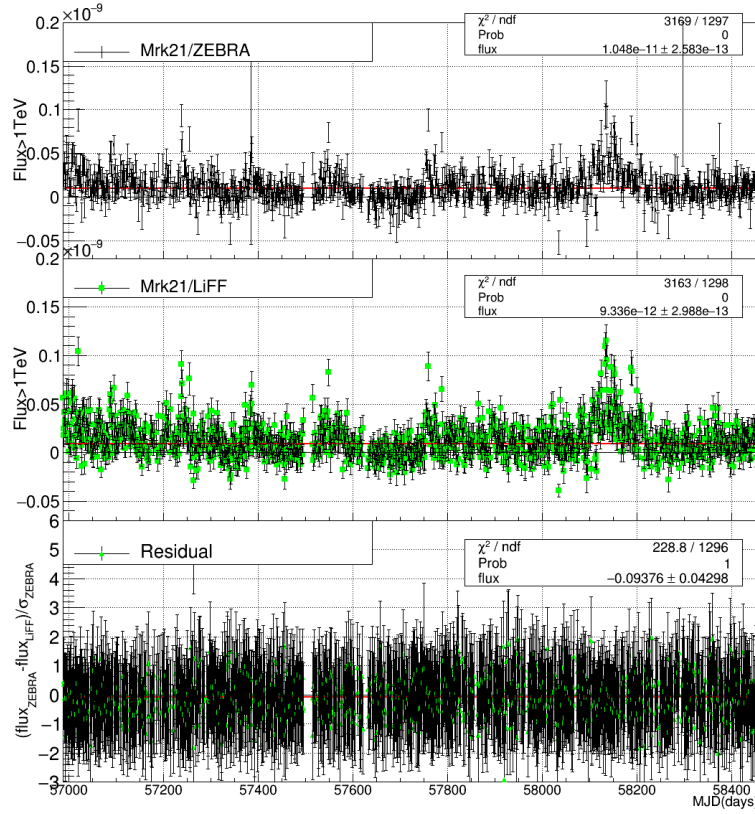 ×10⁻⁹
0.2
Mrk21/ZEBRA
χ² / ndf 3169 / 1297
Prob 0
flux 1.048e−11 ± 2.583e−13
0.15
0.1
0.05
0
−0.05
Flux>1TeV
×10⁻⁹
0.2
Mrk21/LiFF
χ² / ndf 3163 / 1298
Prob 0
flux 9.336e−12 ± 2.988e−13
0.15
0.1
0.05
0
−0.05
Flux>1TeV
6
Residual
χ² / ndf 228.8 / 1296
Prob 1
flux −0.09376 ± 0.04298
5
4
3
2
1
0
−1
−2
−3
(flux_ZEBRA-flux_LiFF)/σ_ZEBRA
57000 57200 57400 57600 57800 58000 58200 58400
MJD(days